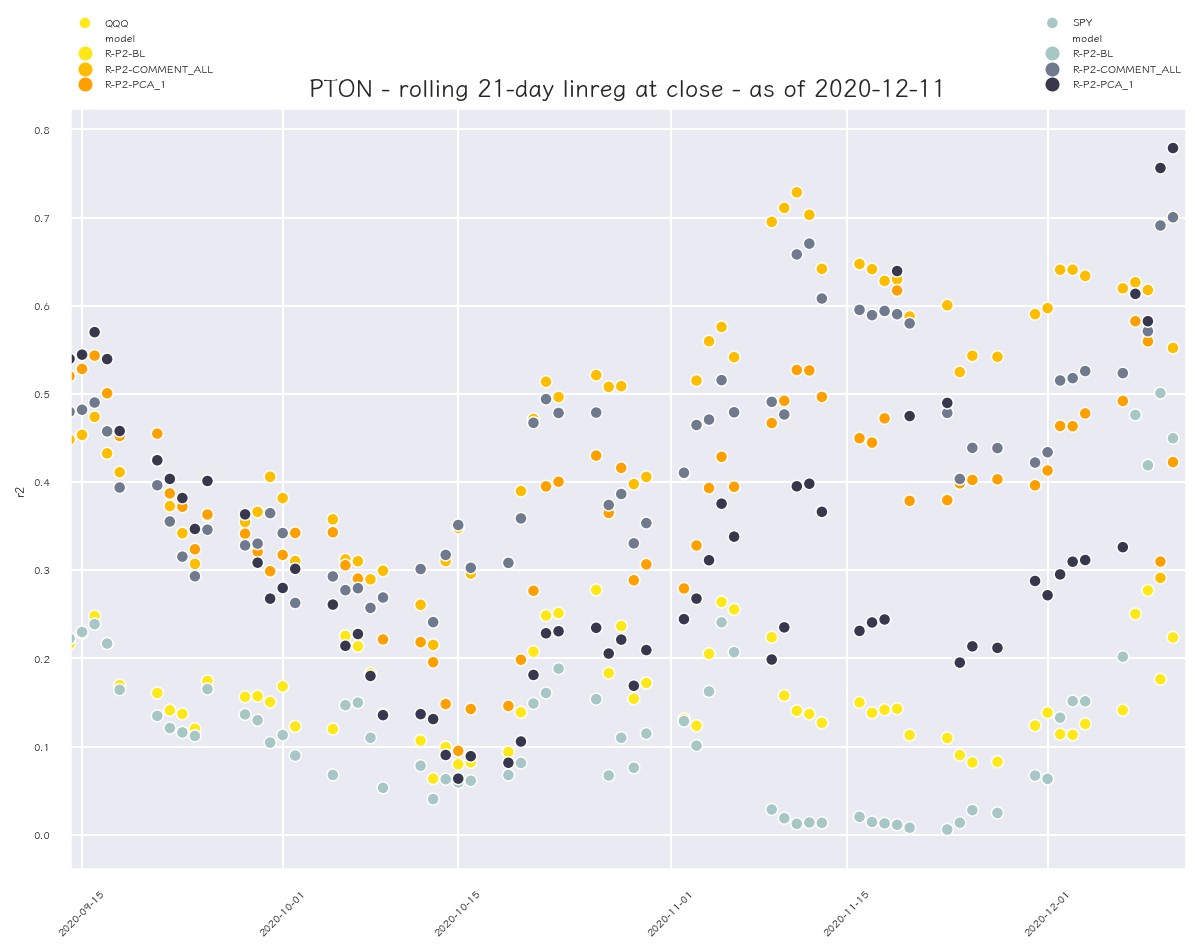 QQQ
model
R-P2-BL
R-P2-COMMENT_ALL
R-P2-PCA_1
SPY
model
R-P2-BL
R-P2-COMMENT_ALL
R-P2-PCA_1
PTON - rolling 21-day linreg at close - as of 2020-12-11
0.8
0.7
0.6
0.5
r2
0.4
0.3
0.2
0.1
0.0
2020-09-15
2020-10-01
2020-10-15
2020-11-01
2020-11-15
2020-12-01